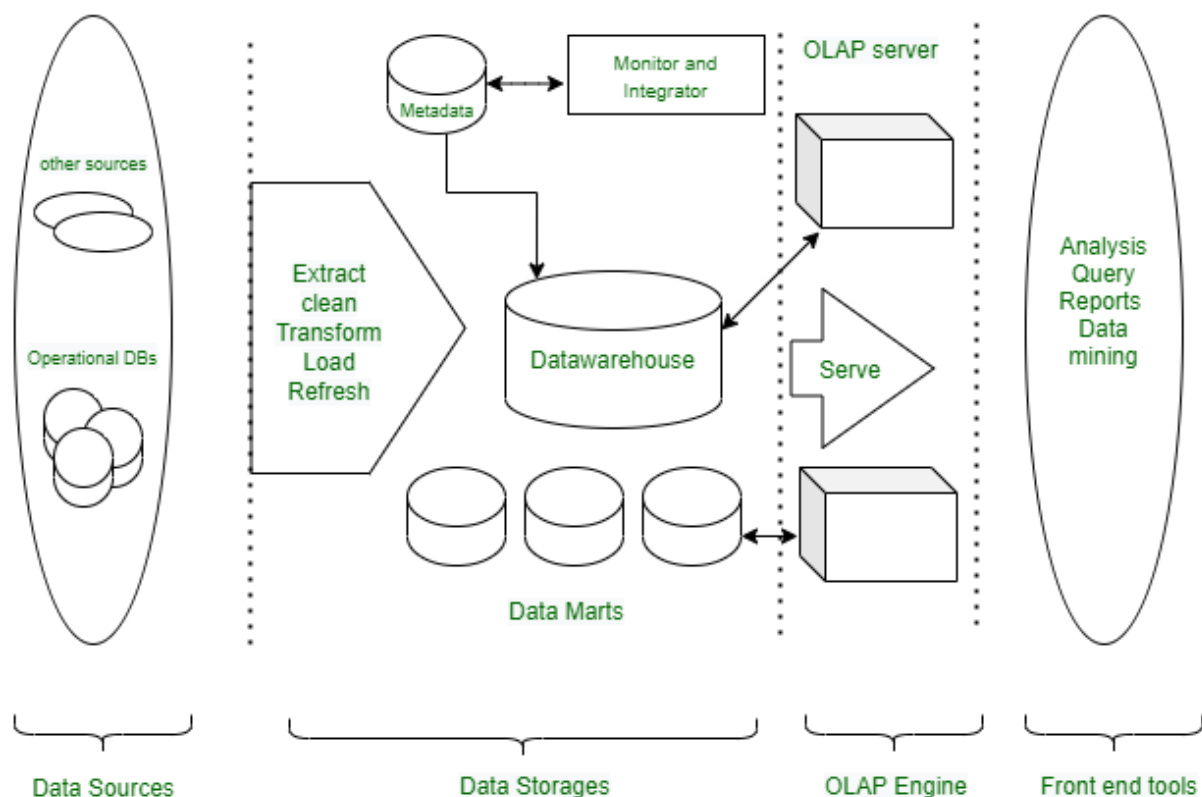 other sources
Operational DBs
Extract
clean
Transform
Load
Refresh
Metadata
Monitor and
Integrator
Datawarehouse
Data Marts
OLAP server
Serve
Analysis
Query
Reports
Data
mining
Data Sources
Data Storages
OLAP Engine
Front end tools